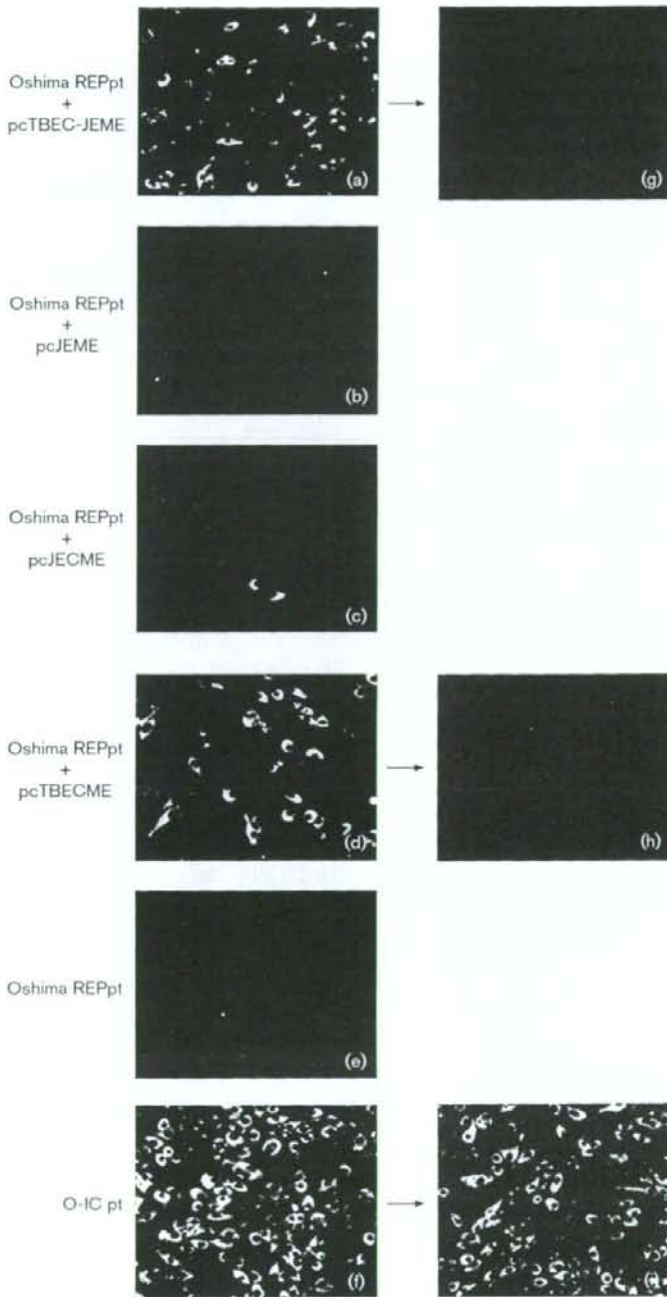 Oshima REPpt
+
pcTBEC-JEME
(a)
(g)
Oshima REPpt
+
pcJEME
(b)
Oshima REPpt
+
pcJECME
(c)
Oshima REPpt
+
pcTBECME
(d)
(h)
Oshima REPpt
(e)
O-IC pt
(f)